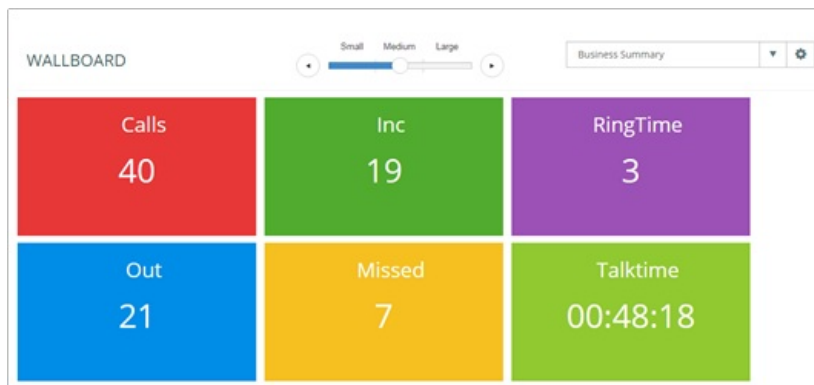 Small Medium Large
WALLBOARD
Business Summary
Calls
40
Inc
19
RingTime
3
Out
21
Missed
7
Talktime
00:48:18